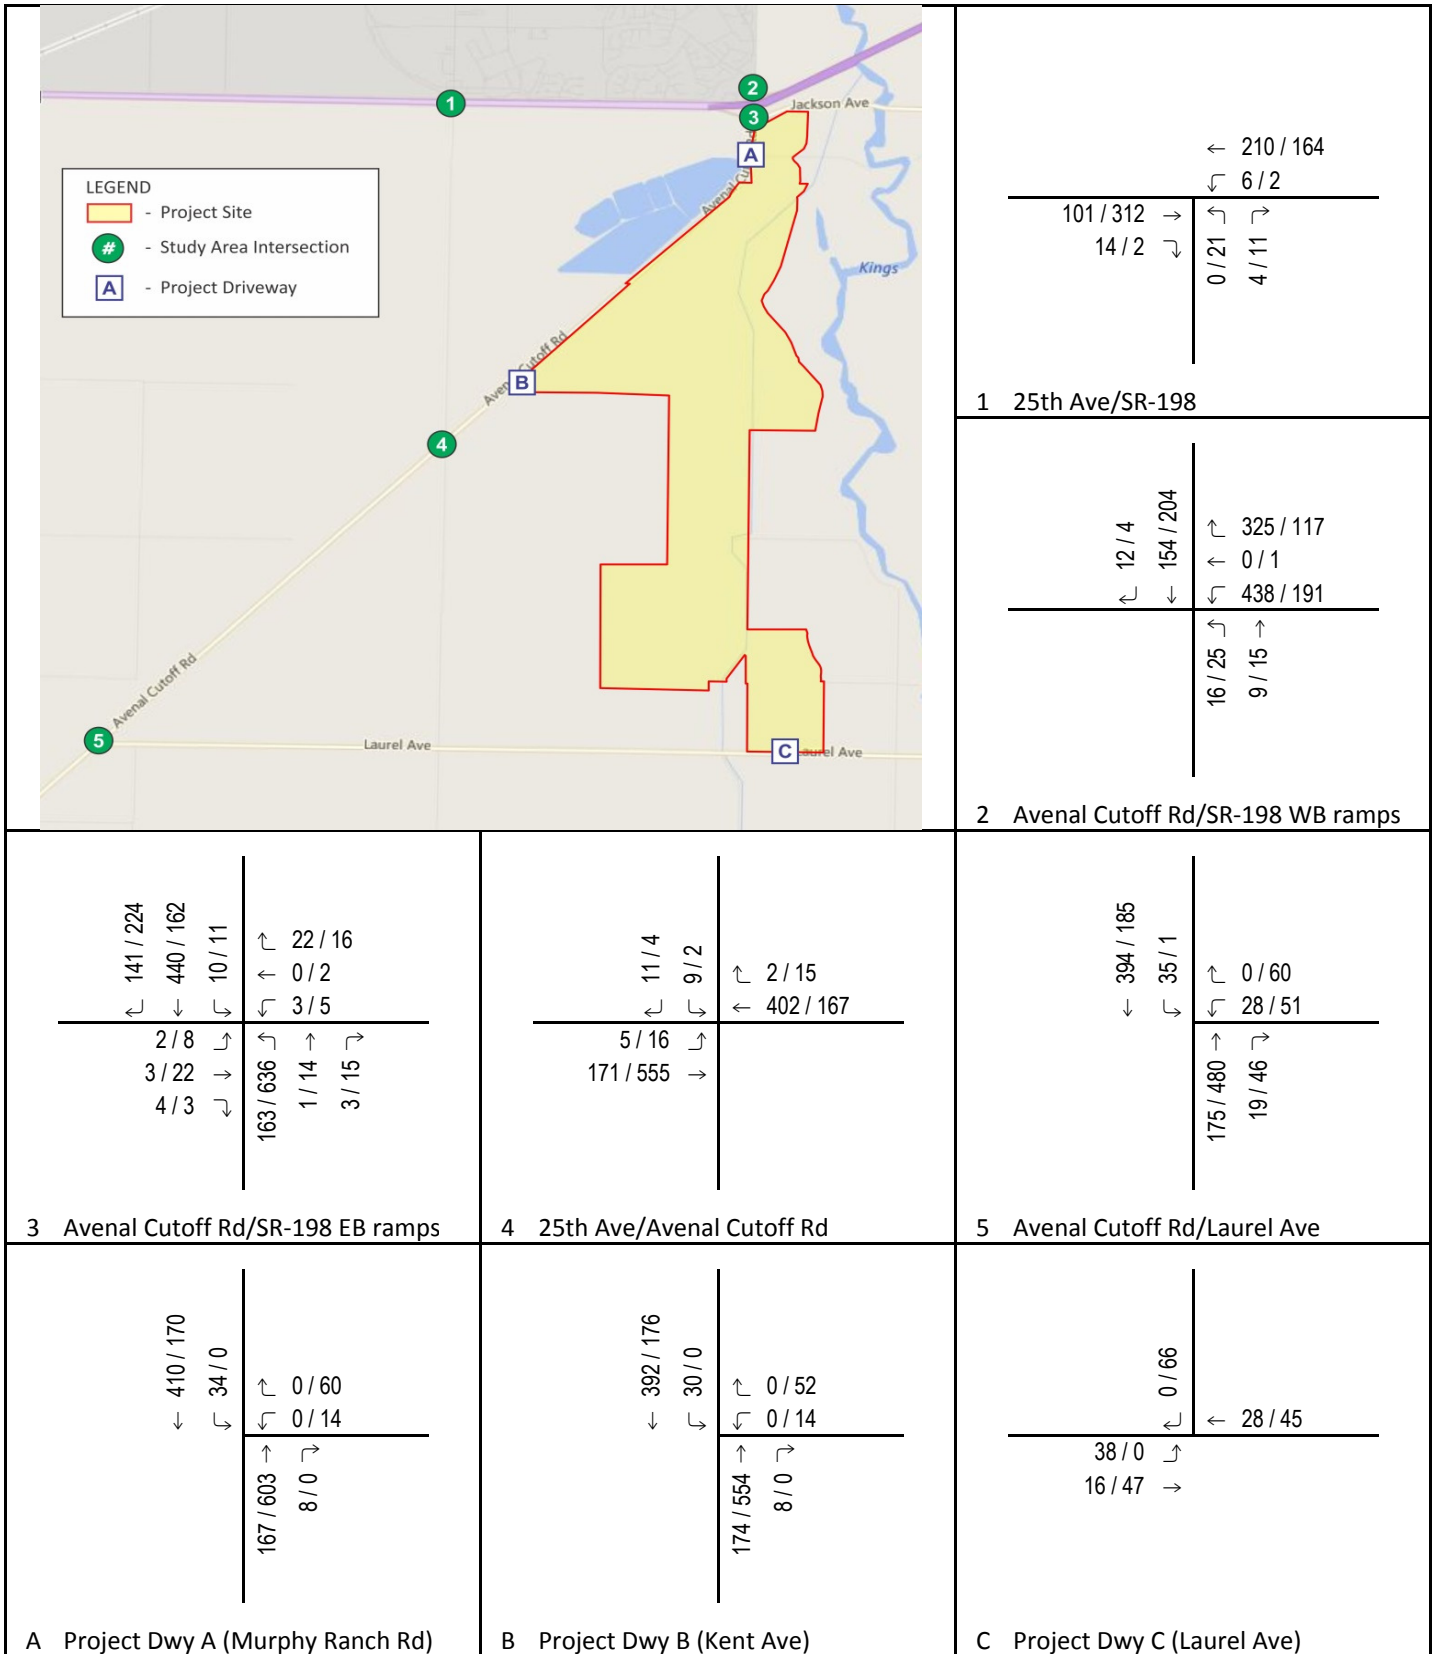 2
1
3
Jackson Ave
A
Avenal Cu
LEGEND
- Project Site
# - Study Area Intersection
A - Project Driveway
Kings
Avenal Cutoff Rd
B
4
Avenal Cutoff Rd
5
Laurel Ave
C
aurel Ave
← 210 / 164
6 / 2
101 / 312 →
14 / 2
0 / 21
4 / 11
1 25th Ave/SR-198
12 / 4
154 / 204
325 / 117
← 0 / 1
438 / 191
16 / 25
9 / 15
2 Avenal Cutoff Rd/SR-198 WB ramps
141 / 224
440 / 162
10 / 11
22 / 16
← 0 / 2
3 / 5
2 / 8
3 / 22 →
4 / 3
163 / 636
1 / 14
3 / 15
3 Avenal Cutoff Rd/SR-198 EB ramps
11 / 4
9 / 2
2 / 15
← 402 / 167
5 / 16
171 / 555 →
4 25th Ave/Avenal Cutoff Rd
394 / 185
35 / 1
0 / 60
28 / 51
175 / 480
19 / 46
5 Avenal Cutoff Rd/Laurel Ave
410 / 170
34 / 0
0 / 60
0 / 14
167 / 603
8 / 0
A Project Dwy A (Murphy Ranch Rd)
392 / 176
30 / 0
0 / 52
0 / 14
174 / 554
8 / 0
B Project Dwy B (Kent Ave)
0 / 66
← 28 / 45
38 / 0
16 / 47 →
C Project Dwy C (Laurel Ave)